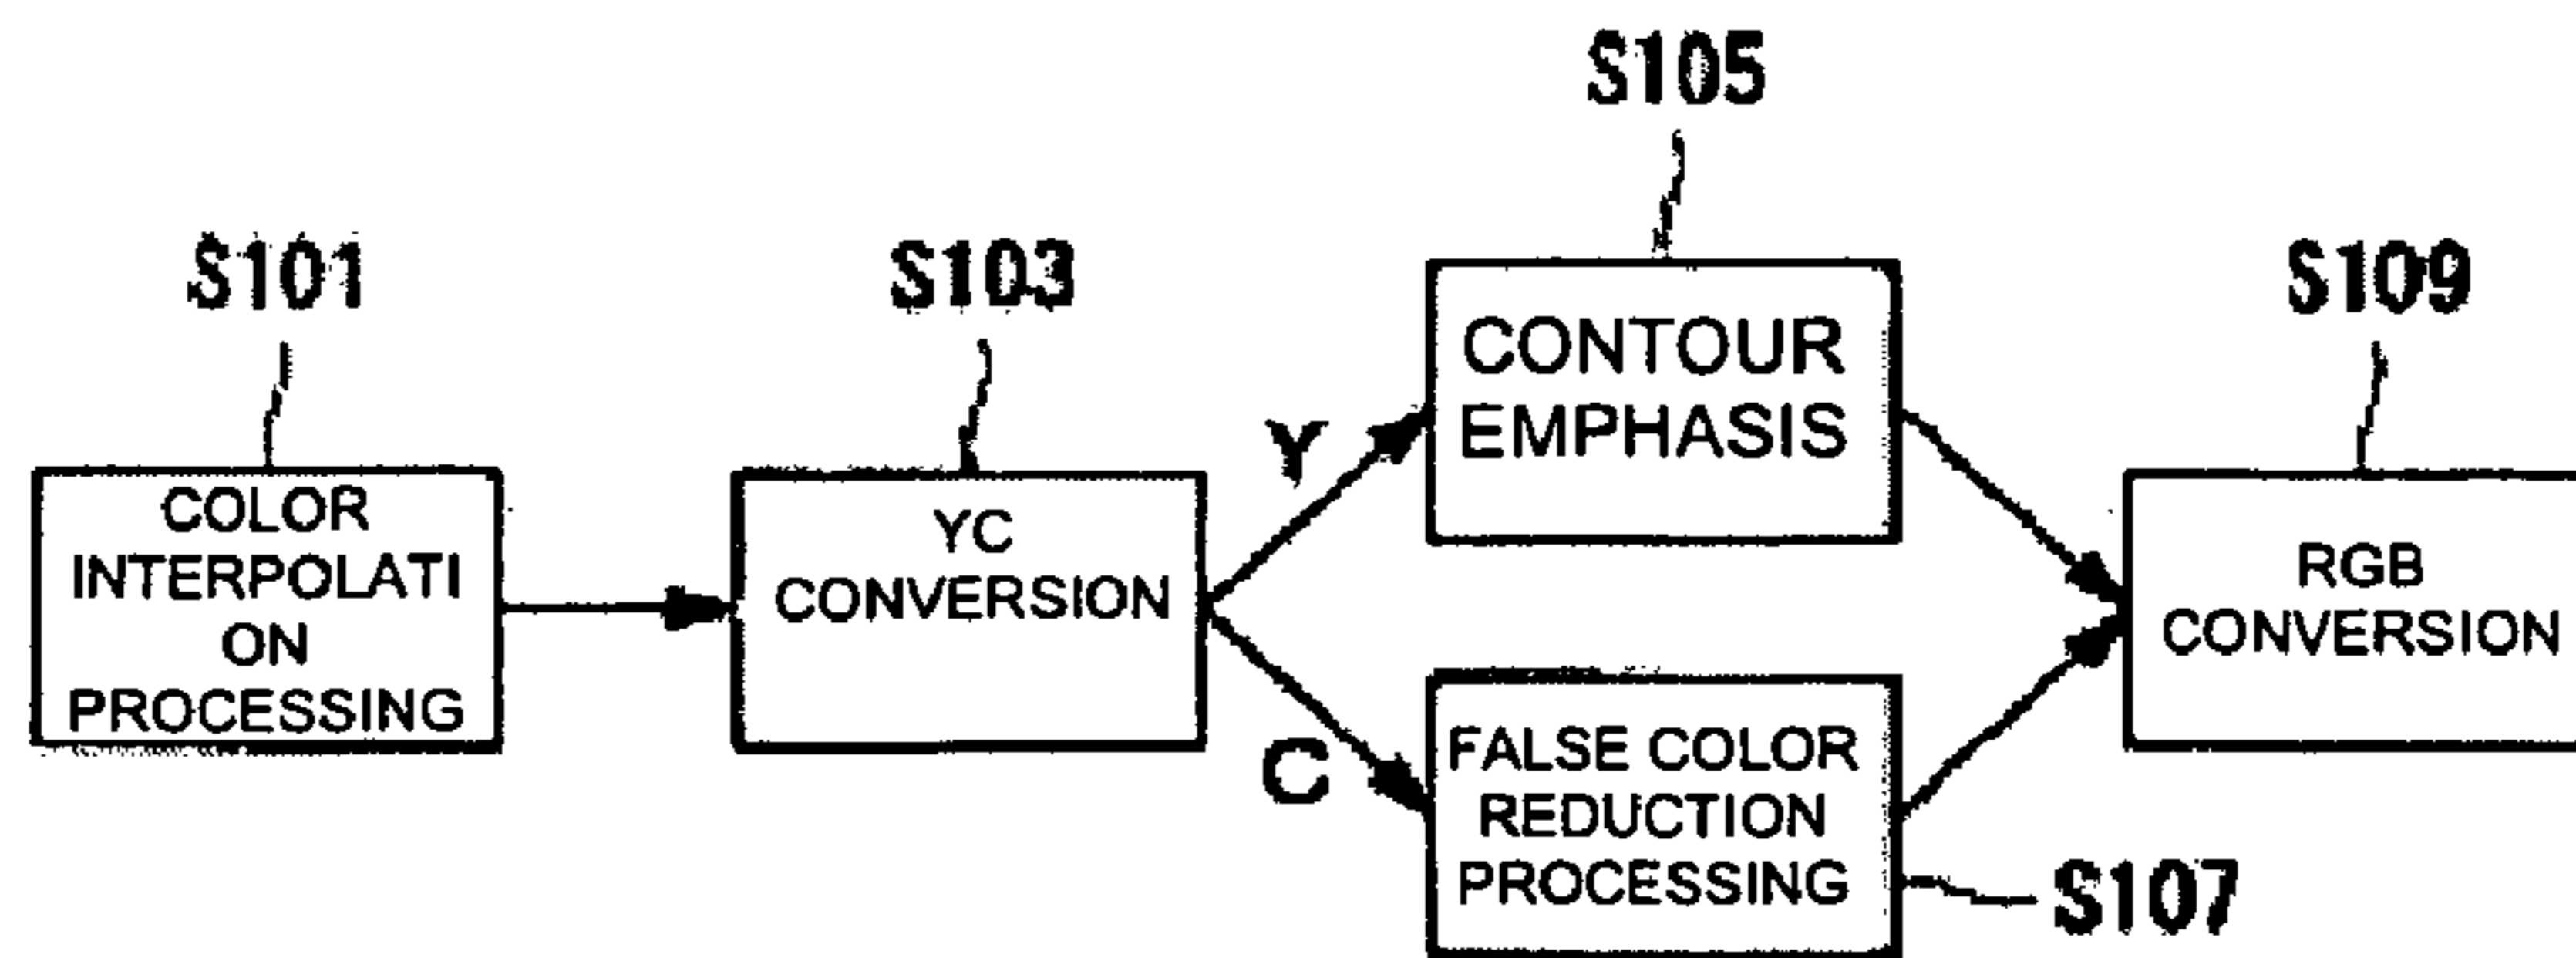 S105
S101
S103
S109
CONTOUR
EMPHASIS
Y
COLOR
INTERPOLATI
ON
PROCESSING
YC
CONVERSION
RGB
CONVERSION
C
FALSE COLOR
REDUCTION
PROCESSING
S107